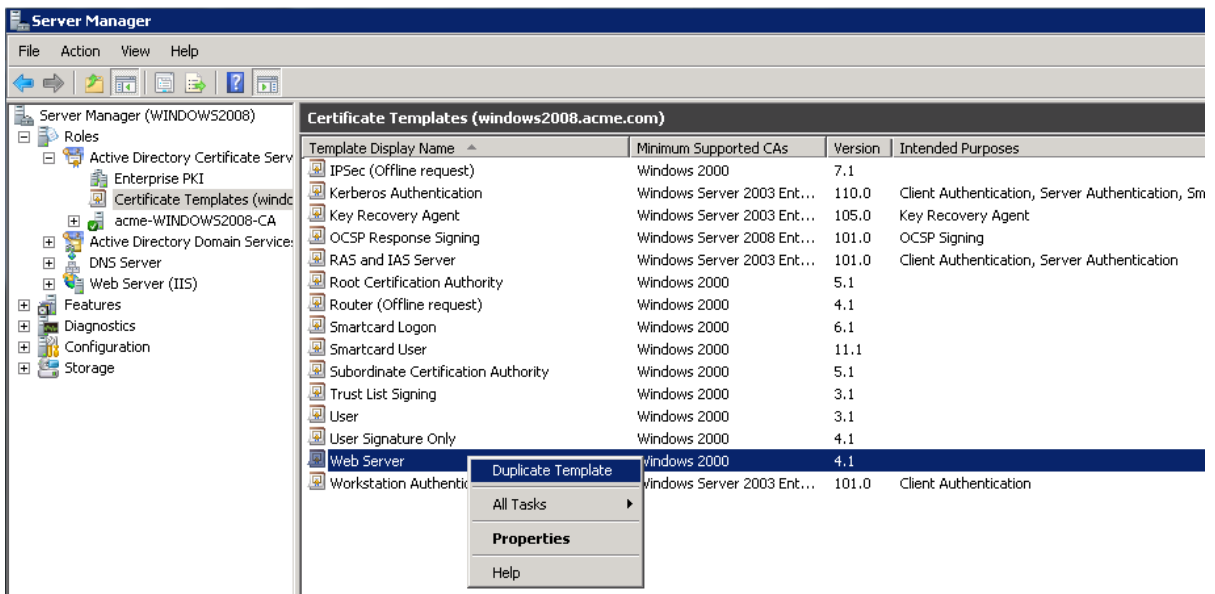 Server Manager
File Action View Help
Server Manager (WINDOWS2008)
Roles
Active Directory Certificate Serv
Enterprise PKI
Certificate Templates (windc
acme-WINDOWS2008-CA
Active Directory Domain Services
DNS Server
Web Server (IIS)
Features
Diagnostics
Configuration
Storage
Certificate Templates (windows2008.acme.com)
Template Display Name Minimum Supported CAs Version Intended Purposes
IPSec (Offline request) Windows 2000 7.1
Kerberos Authentication Windows Server 2003 Ent... 110.0 Client Authentication, Server Authentication, Sm
Key Recovery Agent Windows Server 2003 Ent... 105.0 Key Recovery Agent
OCSP Response Signing Windows Server 2008 Ent... 101.0 OCSP Signing
RAS and IAS Server Windows Server 2003 Ent... 101.0 Client Authentication, Server Authentication
Root Certification Authority Windows 2000 5.1
Router (Offline request) Windows 2000 4.1
Smartcard Logon Windows 2000 6.1
Smartcard User Windows 2000 11.1
Subordinate Certification Authority Windows 2000 5.1
Trust List Signing Windows 2000 3.1
User Windows 2000 3.1
User Signature Only Windows 2000 4.1
Web Server Windows 2000 4.1
Workstation Authentic Windows Server 2003 Ent... 101.0 Client Authentication
Duplicate Template
All Tasks
Properties
Help